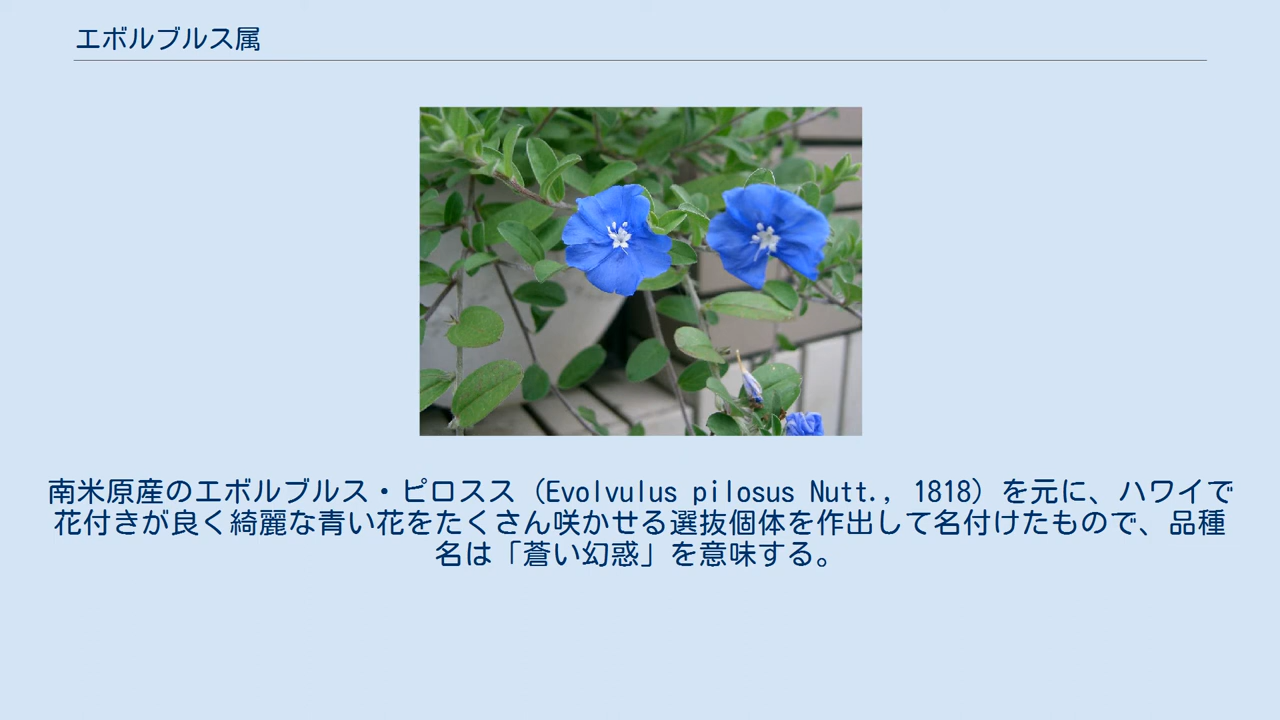 エボルブルス属
南米原産のエボルブルス・ピロスス（Evolvulus pilosus Nutt., 1818）を元に、ハワイで
花付きが良く綺麗な青い花をたくさん咲かせる選抜個体を作出して名付けたもので、品種
名は「蒼い幻惑」を意味する。